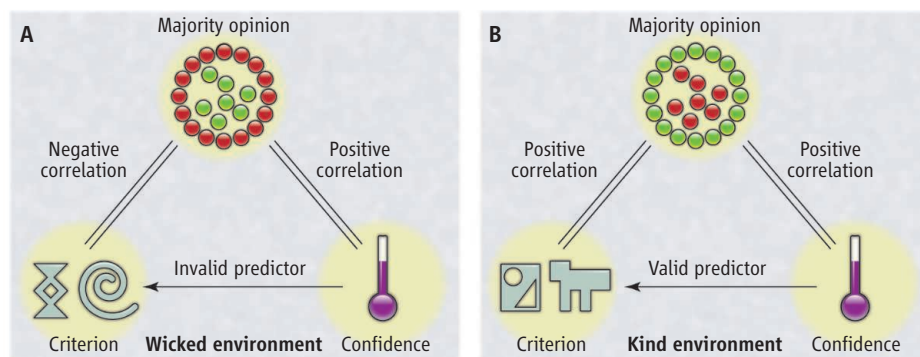 A
Majority opinion
Negative
correlation
Positive
correlation
Invalid predictor
Criterion
Wicked environment
Confidence
B
Majority opinion
Positive
correlation
Positive
correlation
Valid predictor
Criterion
Kind environment
Confidence